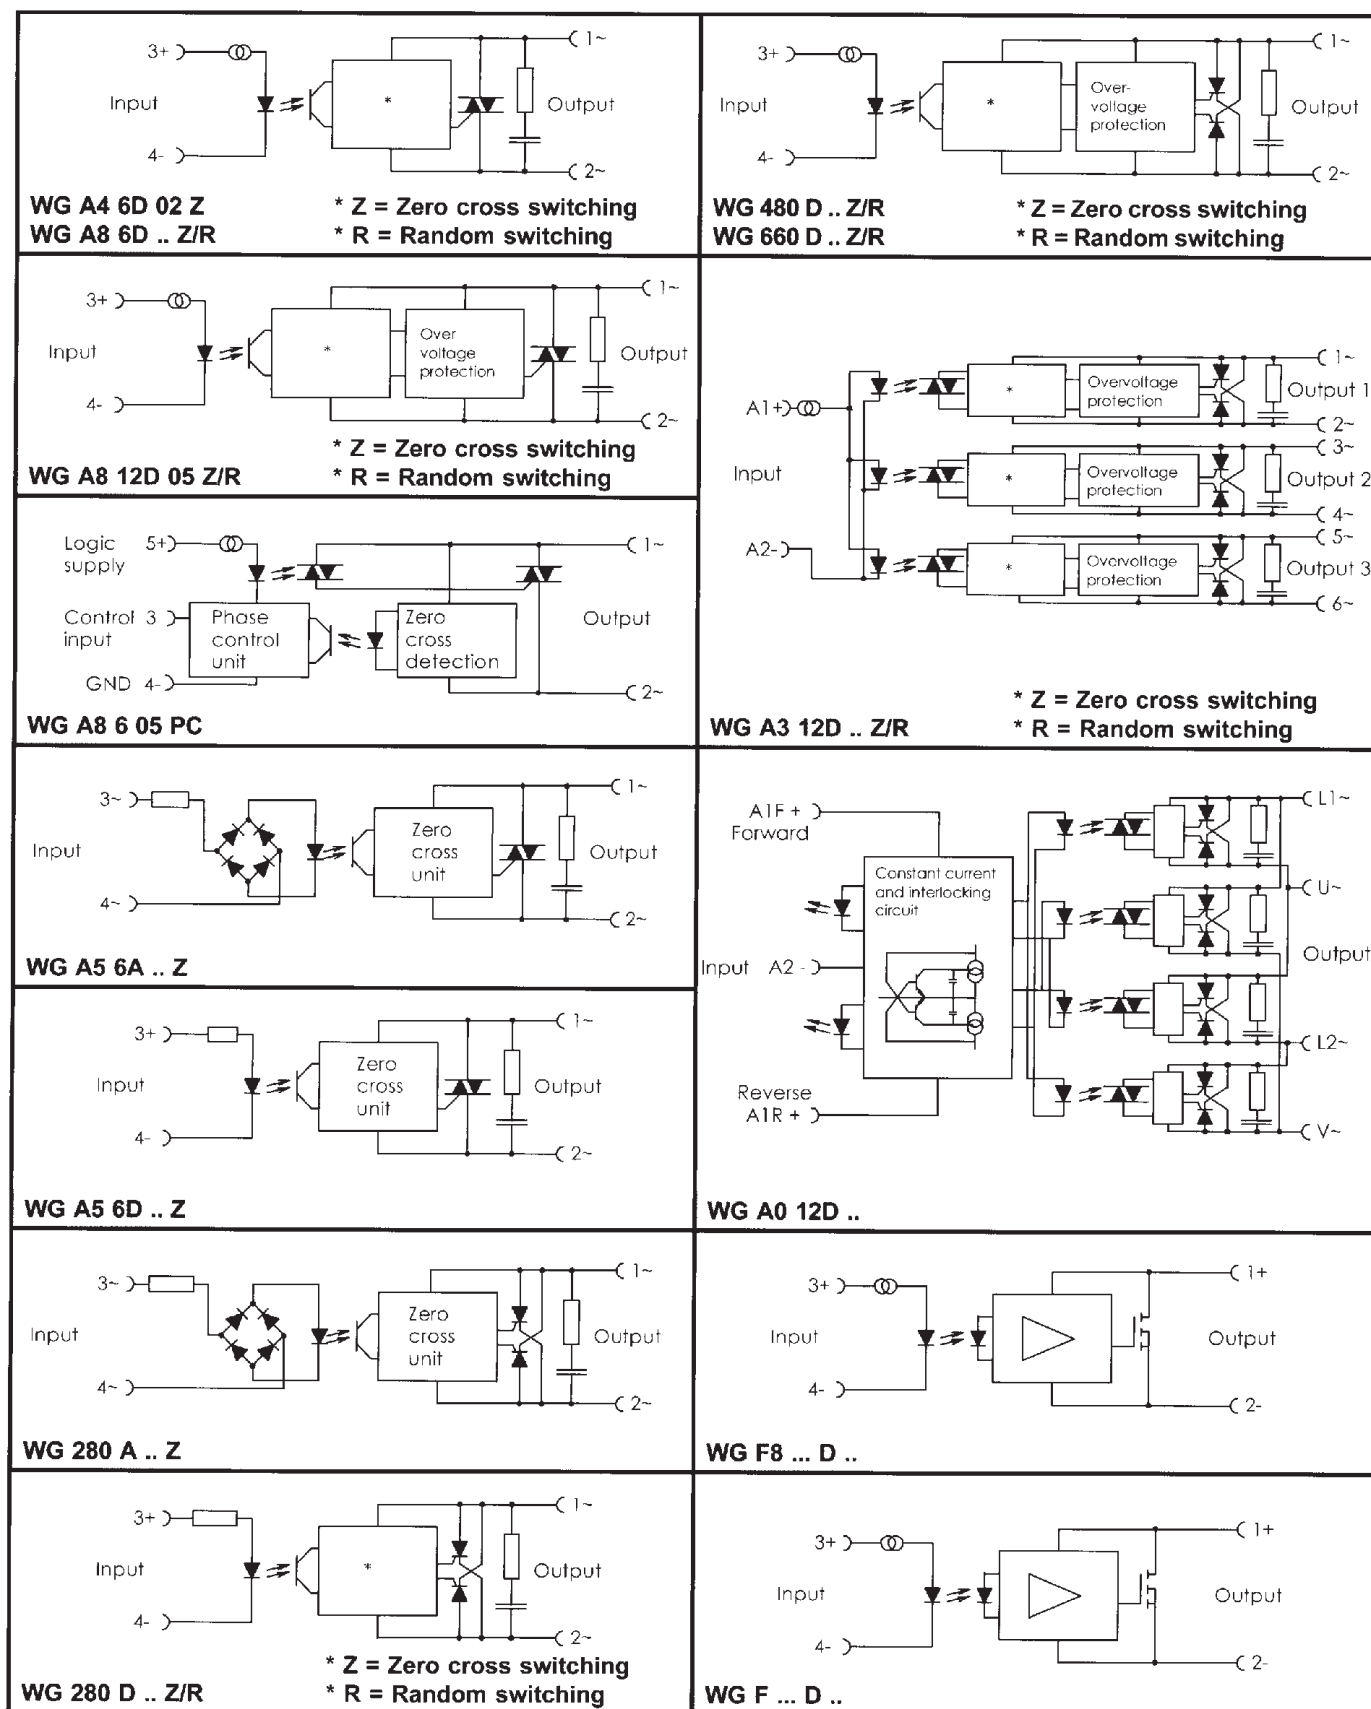 3+
1~
Input
*
Output
4-
2~
WG A4 6D 02 Z
* Z = Zero cross switching
WG A8 6D .. Z/R
* R = Random switching
3+
1~
Input
*
Over-
voltage
protection
Output
4-
2~
WG 480 D .. Z/R
* Z = Zero cross switching
WG 660 D .. Z/R
* R = Random switching
3+
1~
Input
*
Over
voltage
protection
Output
4-
2~
* Z = Zero cross switching
WG A8 12D 05 Z/R
* R = Random switching
1~
A1+
*
Overvoltage
protection
Output 1
2~
3~
Input
*
Overvoltage
protection
Output 2
4~
5~
A2-
*
Overvoltage
protection
Output 3
6~
* Z = Zero cross switching
WG A3 12D .. Z/R
* R = Random switching
Logic
supply
5+
1~
Control
input
3
Phase
control
unit
Zero
cross
detection
Output
GND 4-
2~
WG A8 6 05 PC
3~
1~
Input
Zero
cross
unit
Output
4~
2~
WG A5 6A .. Z
A1F +
Forward
L1~
Constant current
and interlocking
circuit
U~
Input A2 -
Output
L2~
Reverse
A1R +
V~
WG A0 12D ..
3+
1~
Input
Zero
cross
unit
Output
4-
2~
WG A5 6D .. Z
3~
1~
Input
Zero
cross
unit
Output
4~
2~
WG 280 A .. Z
3+
1+
Input
Output
4-
2-
WG F8 ... D ..
3+
1~
Input
*
Output
4-
2~
* Z = Zero cross switching
WG 280 D .. Z/R
* R = Random switching
3+
1+
Input
Output
4-
2-
WG F ... D ..